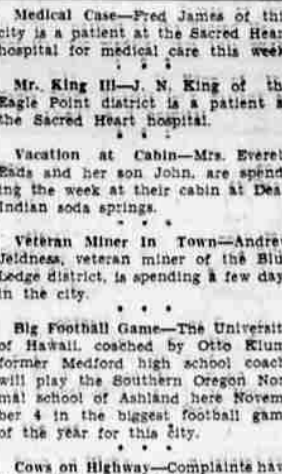 Medical Case—Fred James of thi
city is a patient at the Sacred Hear
hospital for medical care this week
* * *
Mr. King Ill—J. N. King of th
Eagle Point district is a patient a
the Sacred Heart hospital.
* * *
Vacation at Cabin—Mrs. Everet
Eads and her son John, are spend
ing the week at their cabin at Dea
Indian soda springs.
* * *
Veteran Miner In Town—Andre
Jeldness, veteran miner of the Blu
Ledge district, is spending a few day
in the city.
* * *
Big Football Game—The Universit
of Hawaii, coached by Otto Klum
former Medford high school coach
will play the Southern Oregon Nor
mal school of Ashland here Novem
ber 4 in the biggest football gam
of the year for this city.
* * *
Cows on Highway—Complaints hav